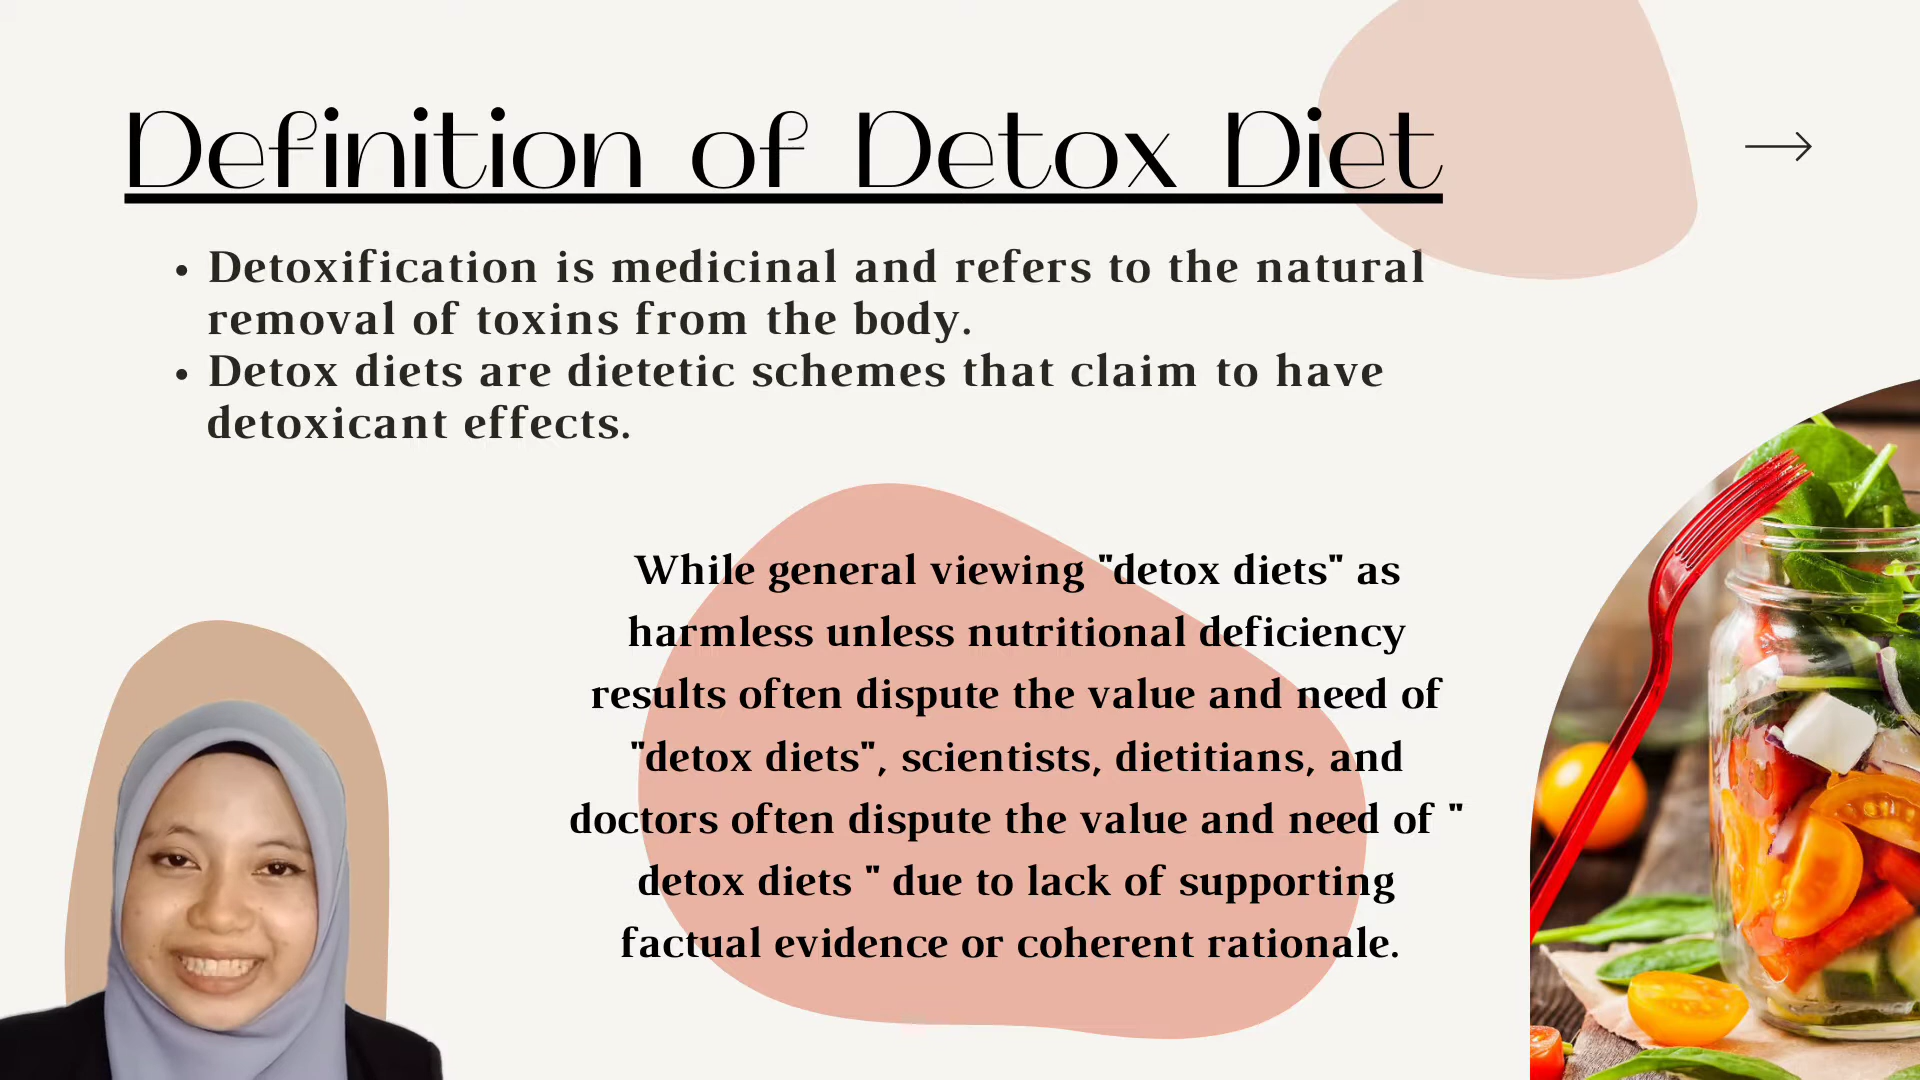 Definition of Detox Diet
• Detoxification is medicinal and refers to the natural
removal of toxins from the body.
• Detox diets are dietetic schemes that claim to have
detoxicant effects.
While general viewing "detox diets" as
harmless unless nutritional deficiency
results often dispute the value and need of
"detox diets", scientists, dietitians, and
doctors often dispute the value and need of "
detox diets " due to lack of supporting
factual evidence or coherent rationale.